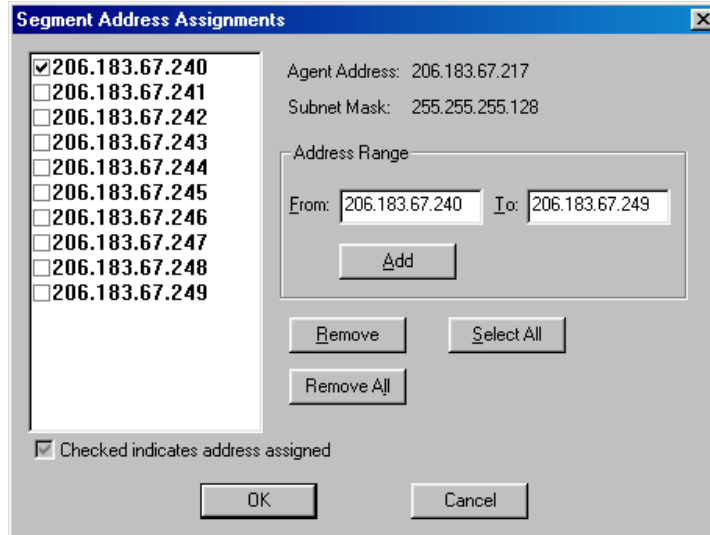 Segment Address Assignments
206.183.67.240
206.183.67.241
206.183.67.242
206.183.67.243
206.183.67.244
206.183.67.245
206.183.67.246
206.183.67.247
206.183.67.248
206.183.67.249
Agent Address: 206.183.67.217
Subnet Mask: 255.255.255.128
Address Range
From: 206.183.67.240 To: 206.183.67.249
Add
Remove Select All
Remove All
Checked indicates address assigned
OK Cancel